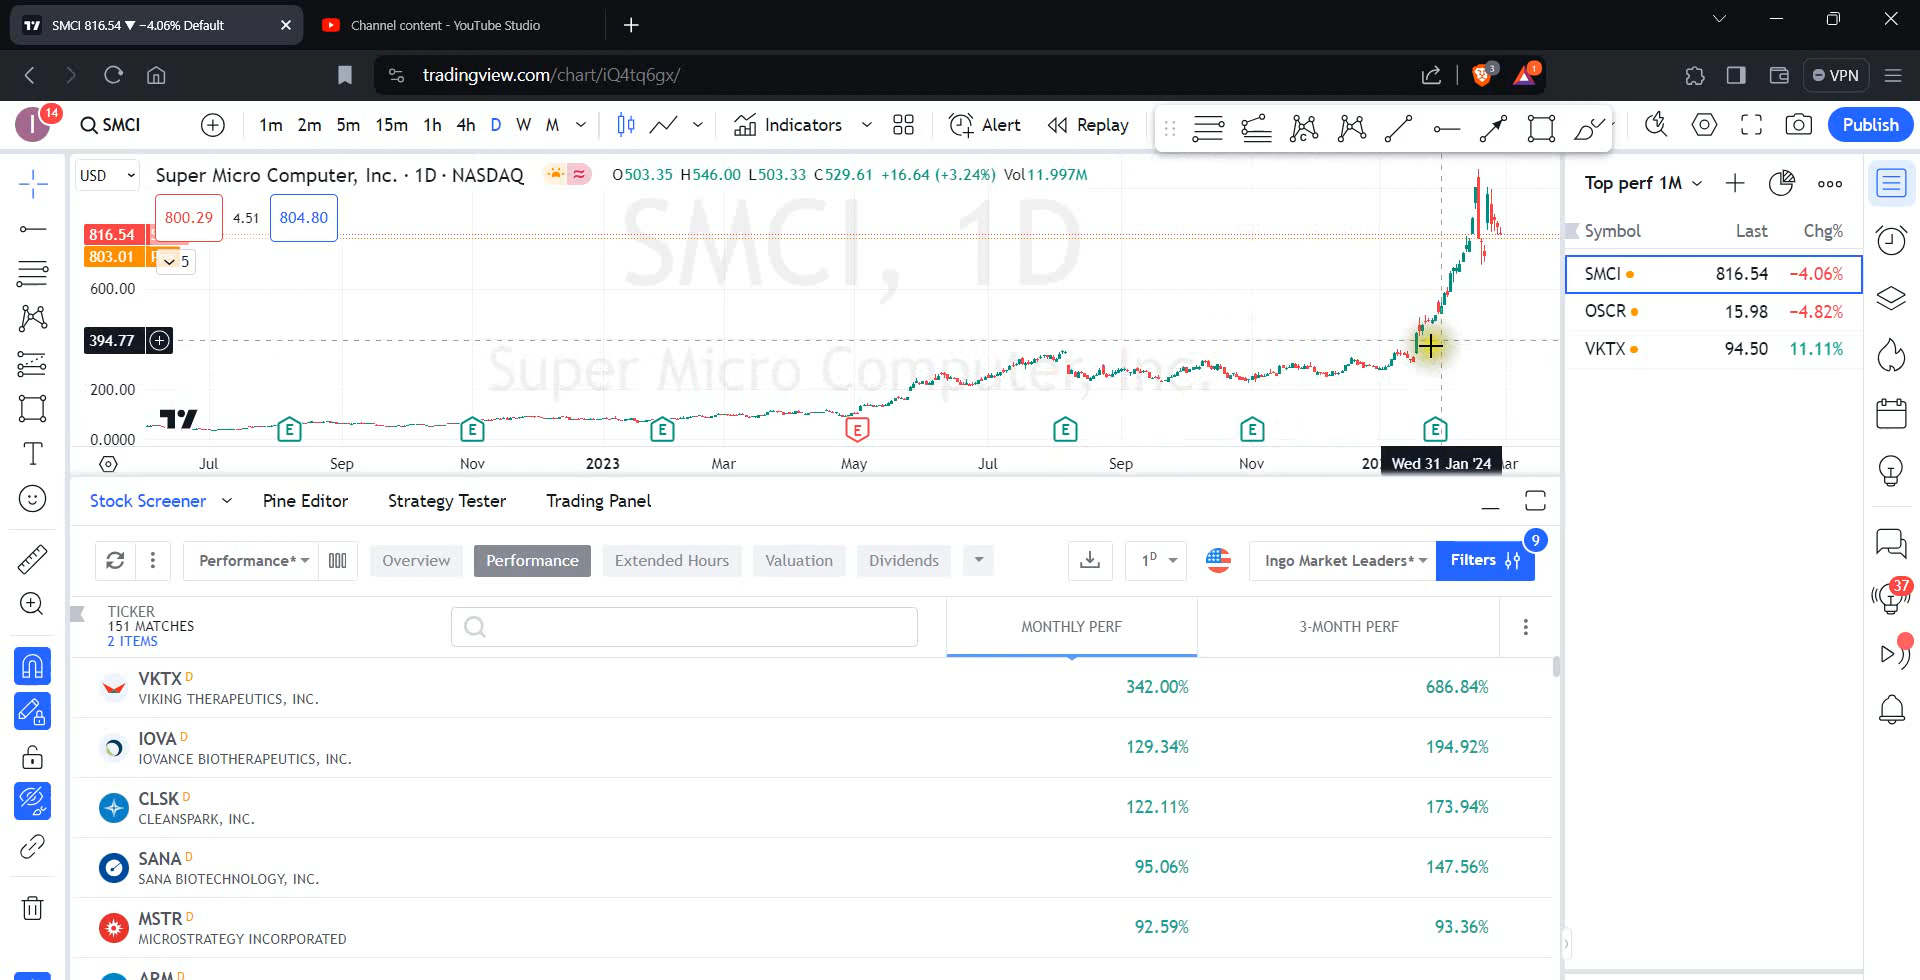 SMCI 816.54 ▼ −4.06% Default
Channel content - YouTube Studio
tradingview.com/chart/iQ4tq6gx/
3
1
VPN
I
14
SMCI
1m 2m 5m 15m 1h 4h D W M
Indicators
Alert
Replay
Publish
USD
Super Micro Computer, Inc. · 1D · NASDAQ
O503.35 H546.00 L503.33 C529.61 +16.64 (+3.24%) Vol11.997M
800.29 4.51 804.80
816.54
803.01
5
SMCI, 1D
Super Micro Computer, Inc.
600.00
394.77
200.00
0.0000
E E E E E E E
Jul Sep Nov 2023 Mar May Jul Sep Nov Wed 31 Jan '24
Top perf 1M
Symbol Last Chg%
SMCI 816.54 −4.06%
OSCR 15.98 −4.82%
VKTX 94.50 11.11%
37
Stock Screener Pine Editor Strategy Tester Trading Panel
Performance* Overview Performance Extended Hours Valuation Dividends
1D
Ingo Market Leaders*
Filters
9
TICKER
151 MATCHES
2 ITEMS
MONTHLY PERF 3-MONTH PERF
VKTX D
VIKING THERAPEUTICS, INC.
342.00% 686.84%
IOVA D
IOVANCE BIOTHERAPEUTICS, INC.
129.34% 194.92%
CLSK D
CLEANSPARK, INC.
122.11% 173.94%
SANA D
SANA BIOTECHNOLOGY, INC.
95.06% 147.56%
MSTR D
MICROSTRATEGY INCORPORATED
92.59% 93.36%
ARM D